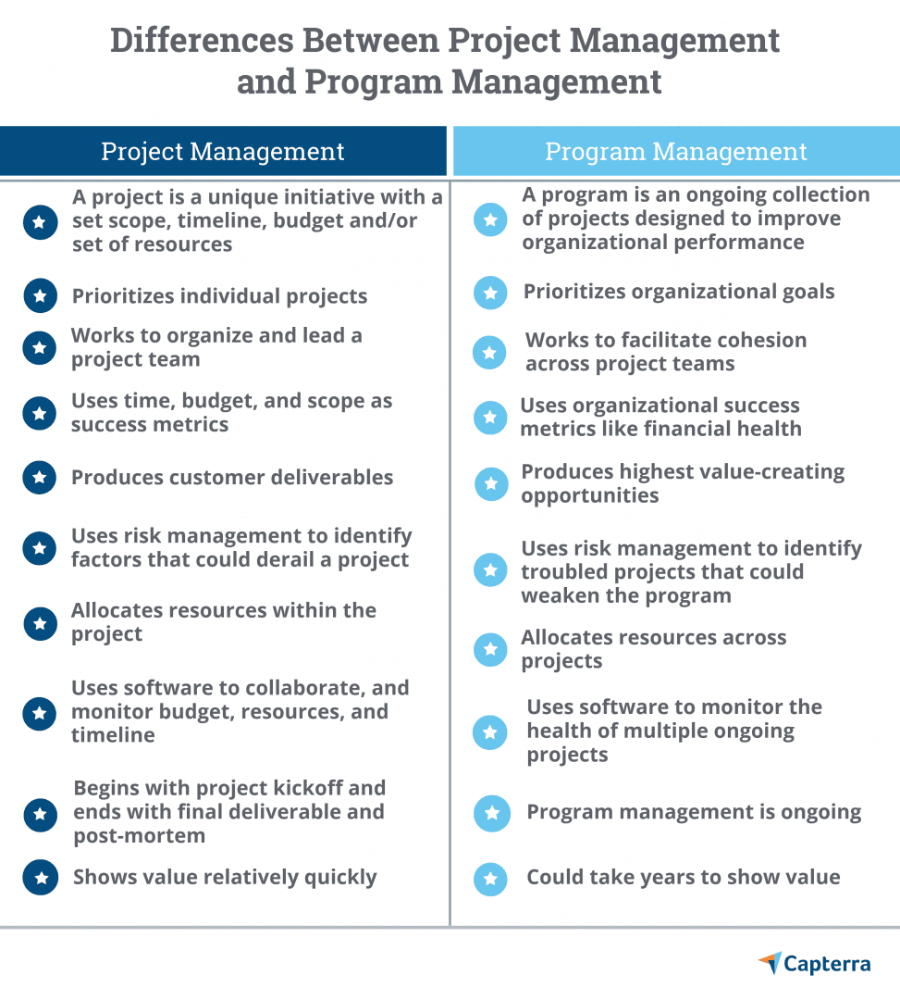 Differences Between Project Management
and Program Management
Project Management
A project is a unique initiative with a
set scope, timeline, budget and/or
set of resources
Prioritizes individual projects
Works to organize and lead a
project team
Uses time, budget, and scope as
success metrics
Produces customer deliverables
Uses risk management to identify
factors that could derail a project
Allocates resources within the
project
Uses software to collaborate, and
monitor budget, resources, and
timeline
Begins with project kickoff and
ends with final deliverable and
post-mortem
Shows value relatively quickly
Program Management
A program is an ongoing collection
of projects designed to improve
organizational performance
Prioritizes organizational goals
Works to facilitate cohesion
across project teams
Uses organizational success
metrics like financial health
Produces highest value-creating
opportunities
Uses risk management to identify
troubled projects that could
weaken the program
Allocates resources across
projects
Uses software to monitor the
health of multiple ongoing
projects
Program management is ongoing
Could take years to show value
Capterra